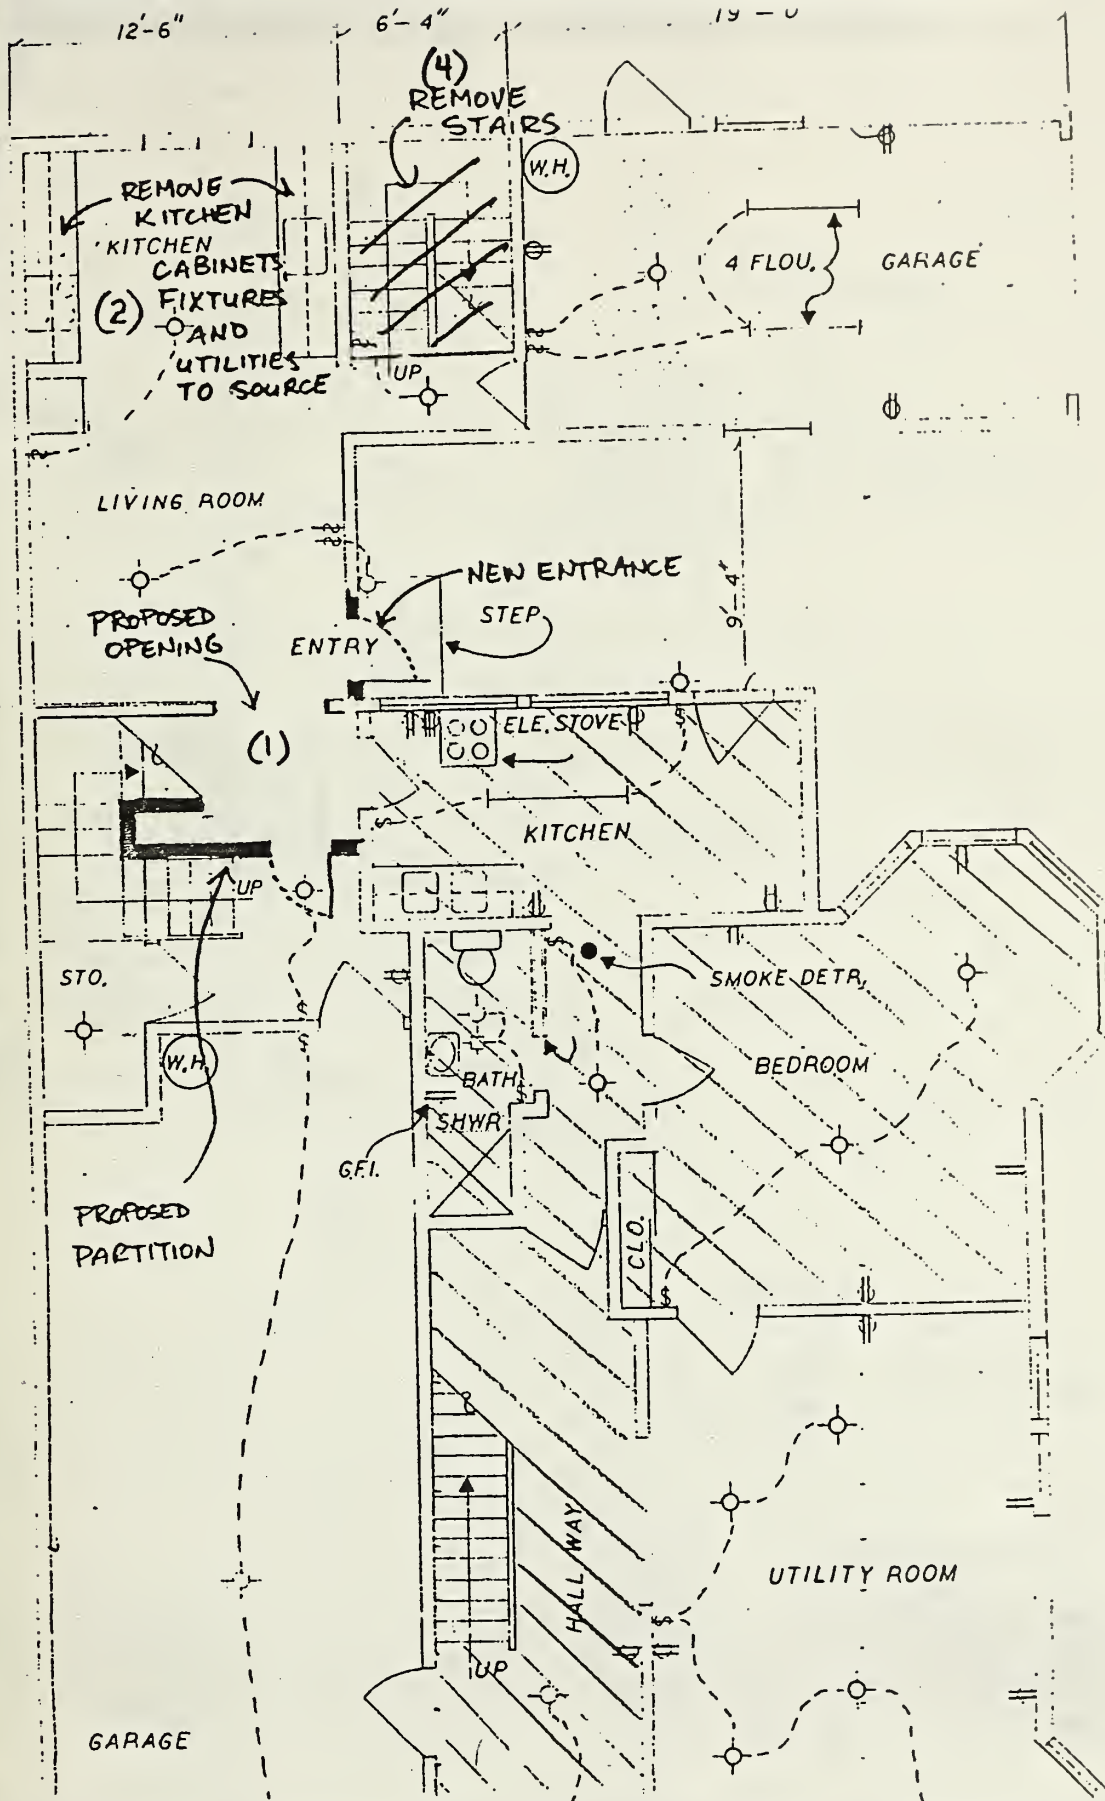 12'-6"
6'-4"
(4)
REMOVE
STAIRS
W.H.
REMOVE
KITCHEN
KITCHEN
CABINETS
(2) FIXTURES
AND
UTILITIES
TO SOURCE
UP
4 FLOU.
GARAGE
LIVING ROOM
NEW ENTRANCE
PROPOSED
OPENING
ENTRY
STEP
9'-4"
(1)
ELE. STOVE
KITCHEN
UP
UP
STO.
SMOKE DETR.
W.H.
BATH
BEDROOM
SHWR
G.F.I.
PROPOSED
PARTITION
CLO.
HALL WAY
UTILITY ROOM
UP
GARAGE